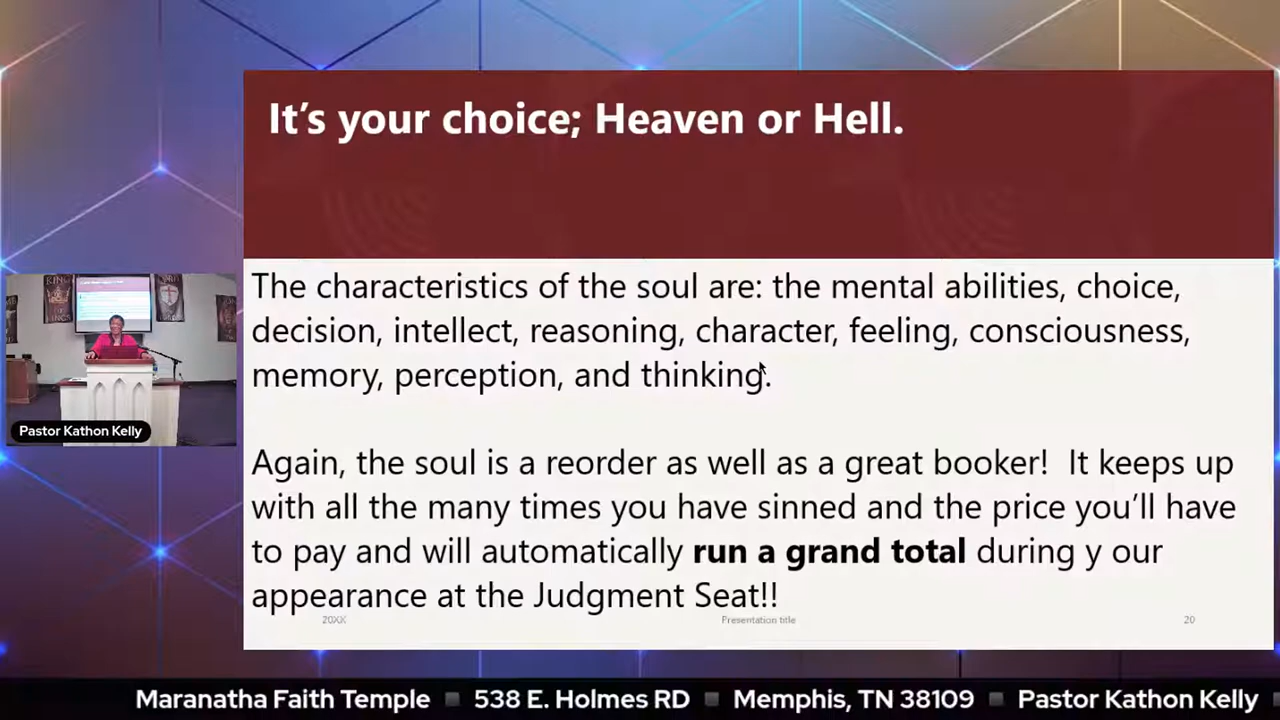 It's your choice; Heaven or Hell.
The characteristics of the soul are: the mental abilities, choice,
decision, intellect, reasoning, character, feeling, consciousness,
memory, perception, and thinking.
Again, the soul is a reorder as well as a great booker!  It keeps up
with all the many times you have sinned and the price you'll have
to pay and will automatically run a grand total during y our
appearance at the Judgment Seat!!
20XX
Presentation title
20
Pastor Kathon Kelly
Maranatha Faith Temple ■ 538 E. Holmes RD ■ Memphis, TN 38109 ■ Pastor Kathon Kelly